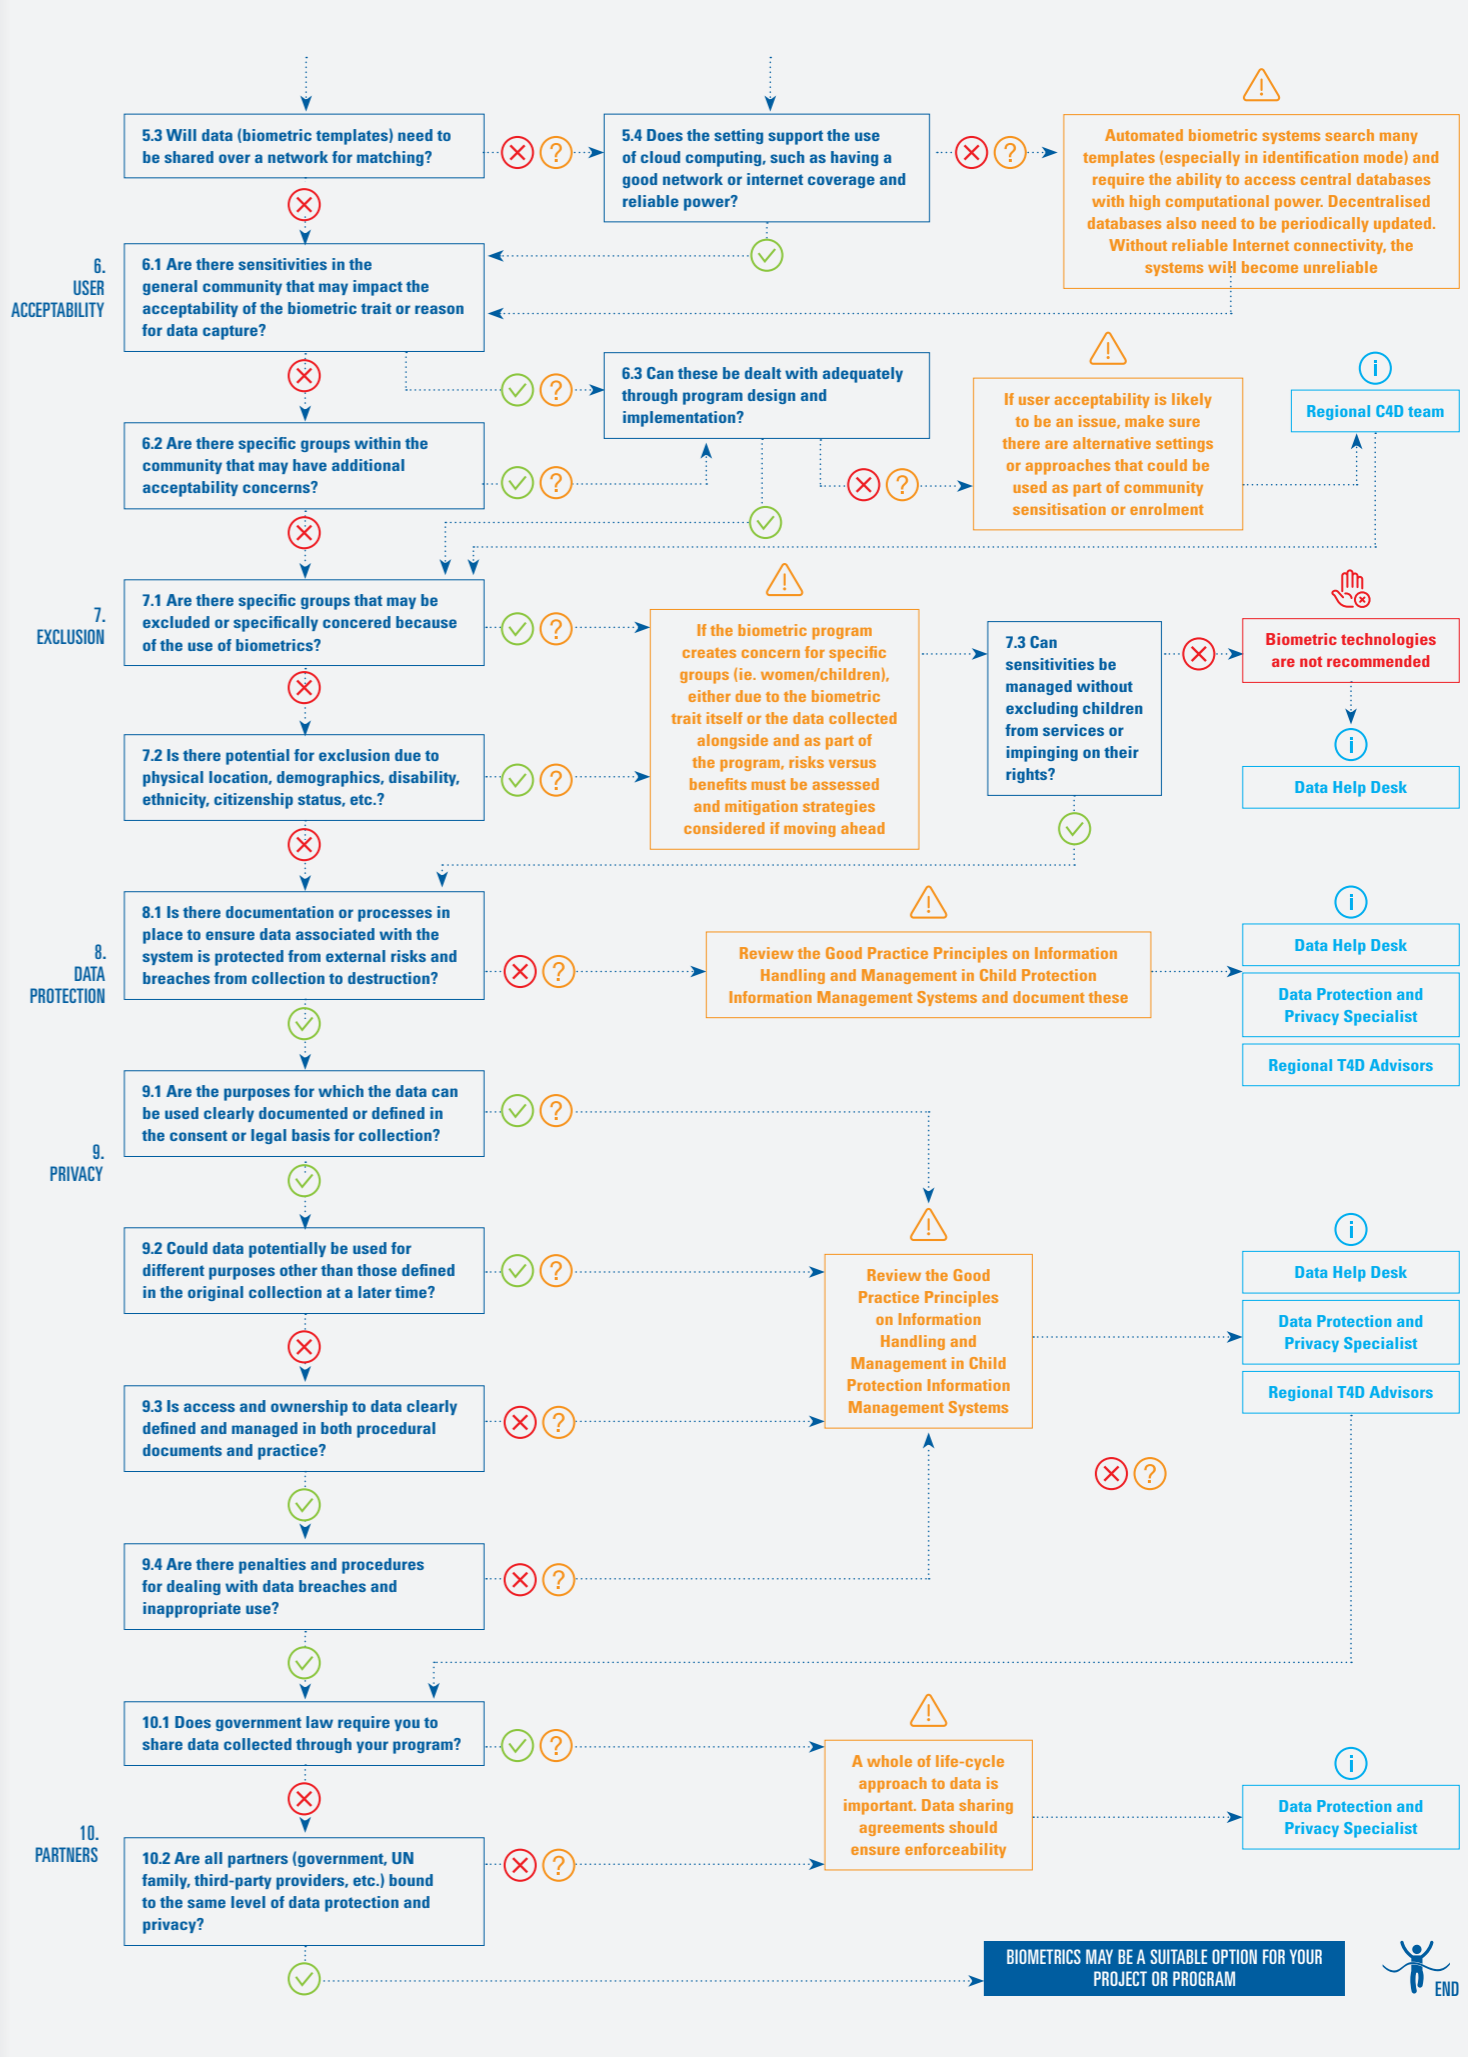 5.3 Will data (biometric templates) need to
be shared over a network for matching?
5.4 Does the setting support the use
of cloud computing, such as having a
good network or internet coverage and
reliable power?
Automated biometric systems search many
templates (especially in identification mode) and
require the ability to access central databases
with high computational power. Decentralised
databases also need to be periodically updated.
Without reliable Internet connectivity, the
systems will become unreliable
6.
USER
ACCEPTABILITY
6.1 Are there sensitivities in the
general community that may impact the
acceptability of the biometric trait or reason
for data capture?
6.3 Can these be dealt with adequately
through program design and
implementation?
If user acceptability is likely
to be an issue, make sure
there are alternative settings
or approaches that could be
used as part of community
sensitisation or enrolment
Regional C4D team
6.2 Are there specific groups within the
community that may have additional
acceptability concerns?
7.
EXCLUSION
7.1 Are there specific groups that may be
excluded or specifically concered because
of the use of biometrics?
If the biometric program
creates concern for specific
groups (ie. women/children),
either due to the biometric
trait itself or the data collected
alongside and as part of
the program, risks versus
benefits must be assessed
and mitigation strategies
considered if moving ahead
7.3 Can
sensitivities be
managed without
excluding children
from services or
impinging on their
rights?
Biometric technologies
are not recommended
Data Help Desk
7.2 Is there potential for exclusion due to
physical location, demographics, disability,
ethnicity, citizenship status, etc.?
8.
DATA
PROTECTION
8.1 Is there documentation or processes in
place to ensure data associated with the
system is protected from external risks and
breaches from collection to destruction?
Review the Good Practice Principles on Information
Handling and Management in Child Protection
Information Management Systems and document these
Data Help Desk
Data Protection and
Privacy Specialist
Regional T4D Advisors
9.
PRIVACY
9.1 Are the purposes for which the data can
be used clearly documented or defined in
the consent or legal basis for collection?
9.2 Could data potentially be used for
different purposes other than those defined
in the original collection at a later time?
Review the Good
Practice Principles
on Information
Handling and
Management in Child
Protection Information
Management Systems
Data Help Desk
Data Protection and
Privacy Specialist
Regional T4D Advisors
9.3 Is access and ownership to data clearly
defined and managed in both procedural
documents and practice?
9.4 Are there penalties and procedures
for dealing with data breaches and
inappropriate use?
10.
PARTNERS
10.1 Does government law require you to
share data collected through your program?
A whole of life-cycle
approach to data is
important. Data sharing
agreements should
ensure enforceability
Data Protection and
Privacy Specialist
10.2 Are all partners (government, UN
family, third-party providers, etc.) bound
to the same level of data protection and
privacy?
BIOMETRICS MAY BE A SUITABLE OPTION FOR YOUR
PROJECT OR PROGRAM
END